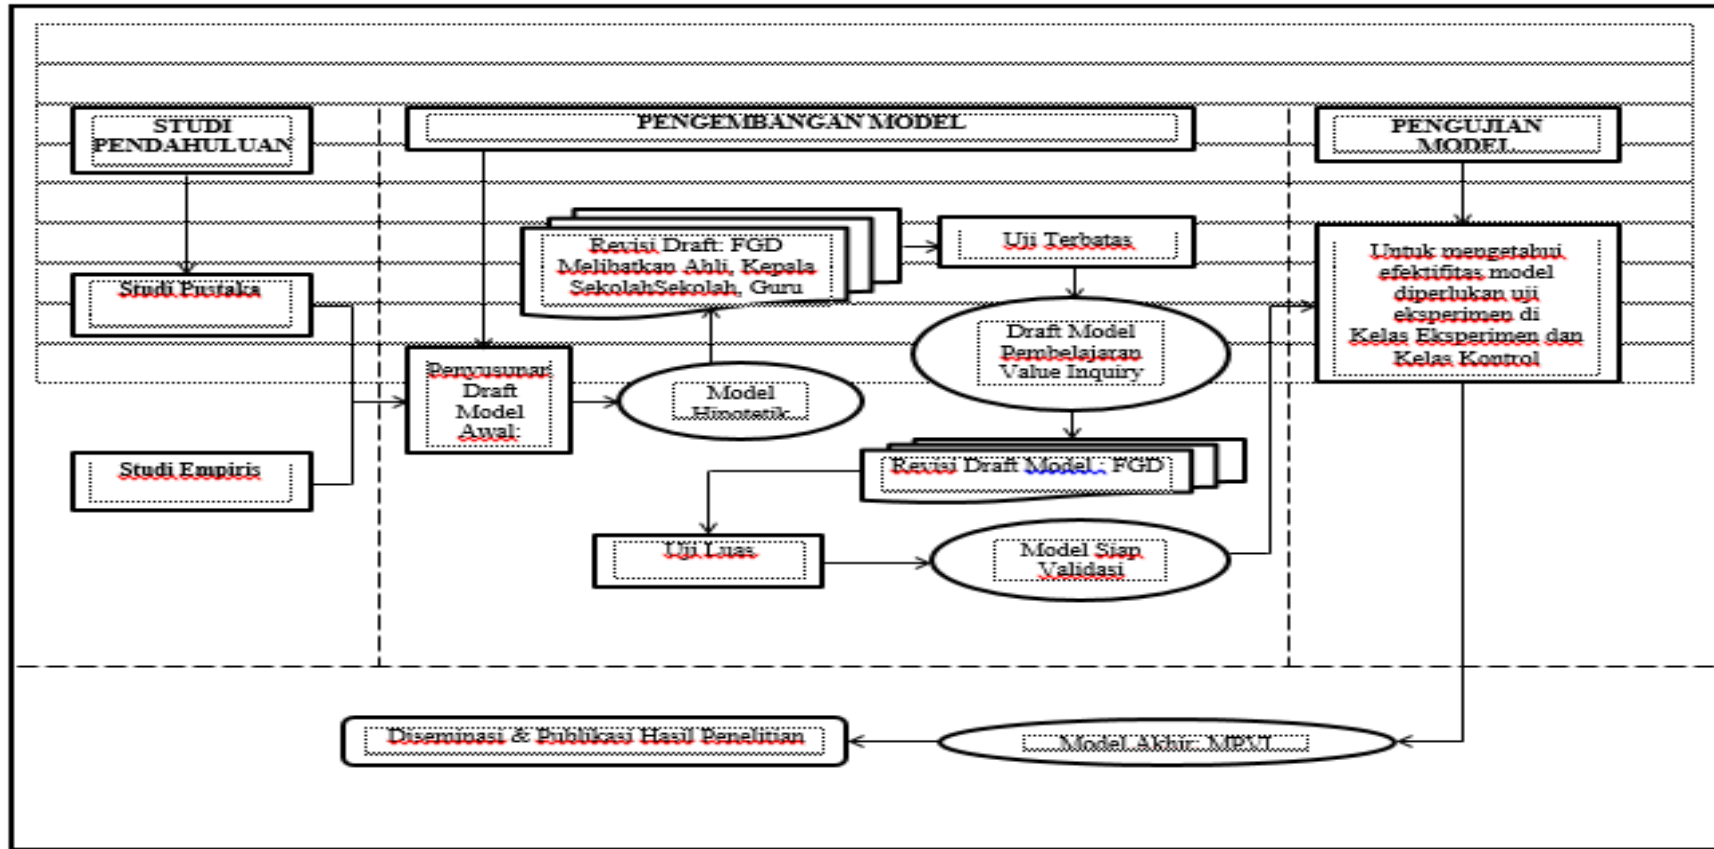 STUDI
PENDAHULUAN
PENGEMBANGAN MODEL
PENGUJIAN
MODEL
Revisi Draft: FGD
Melibatkan Ahli, Kepala
SekolahSekolah, Guru
Uji Terbatas
Untuk mengetahui
efektifitas model
diperlukan uji
eksperimen di
Kelas Eksperimen dan
Kelas Kontrol
Studi Pustaka
Draft Model
Pembelajaran
Value Inquiry
Penyusunan
Draft
Model
Awal:
Model
Hipotetik
Studi Empiris
Revisi Draft Model : FGD
Uji Luas
Model Siap
Validasi
Diseminasi & Publikasi Hasil Penelitian
Model Akhir: MPVI